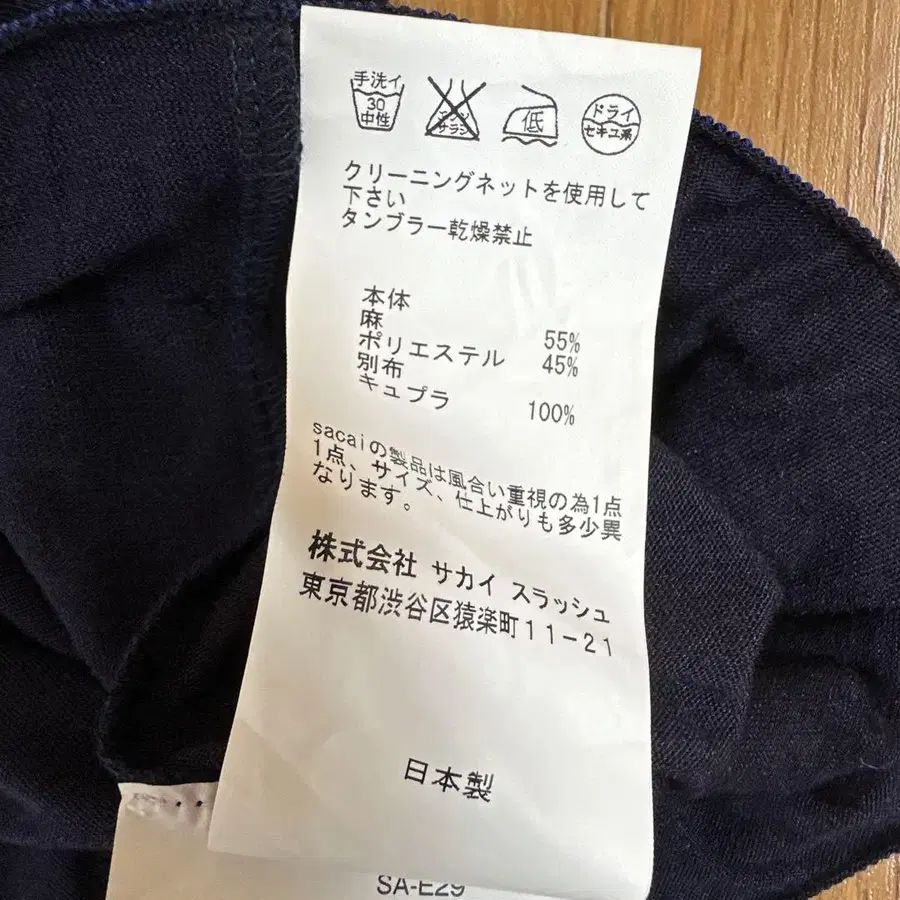 手洗イ
30
中性
エンソ
サラシ
低
ドライ
セキユ系
クリーニングネットを使用して
下さい
タンブラー乾燥禁止
本体
麻 55%
ポリエステル 45%
別布
キュプラ 100%
sacaiの製品は風合い重視の為1点
1点、サイズ、仕上がりも多少異
なります。
株式会社 サカイ スラッシュ
東京都渋谷区猿楽町11-21
日本製
SA-E29